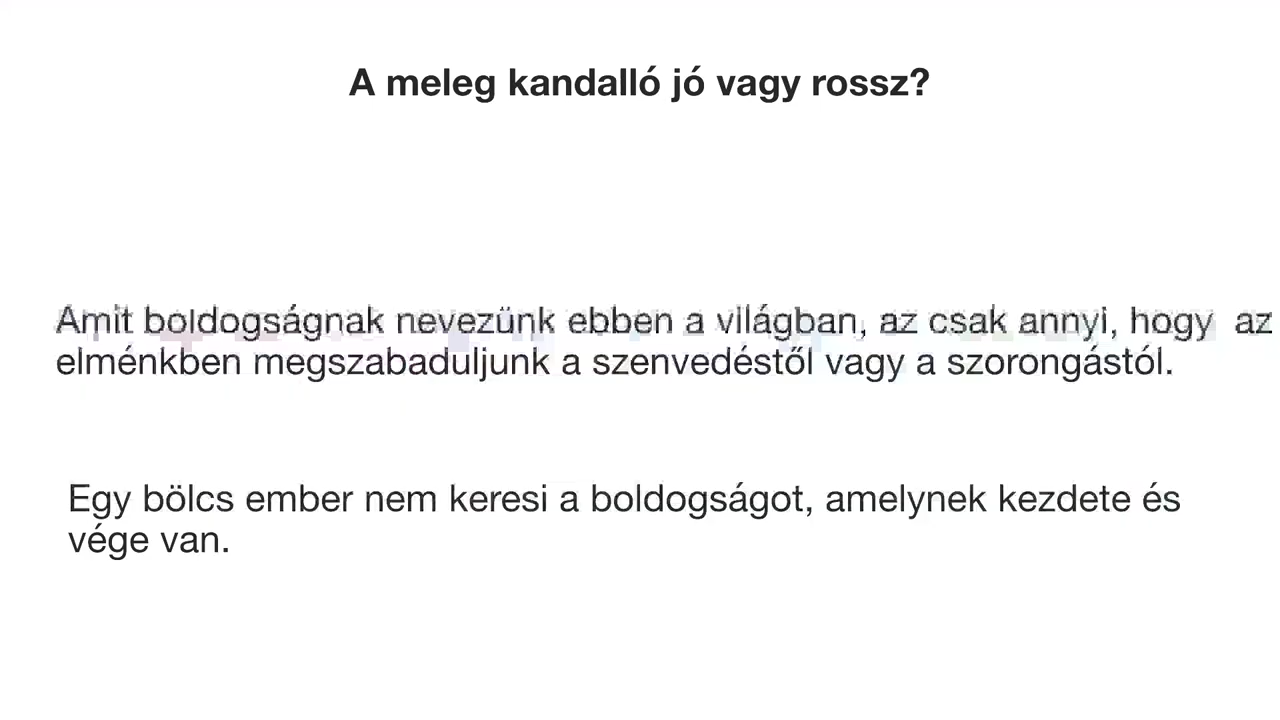 A meleg kandalló jó vagy rossz?
Amit boldogságnak nevezünk ebben a világban, az csak annyi, hogy az
elménkben megszabaduljunk a szenvedéstől vagy a szorongástól.
Egy bölcs ember nem keresi a boldogságot, amelynek kezdete és
vége van.